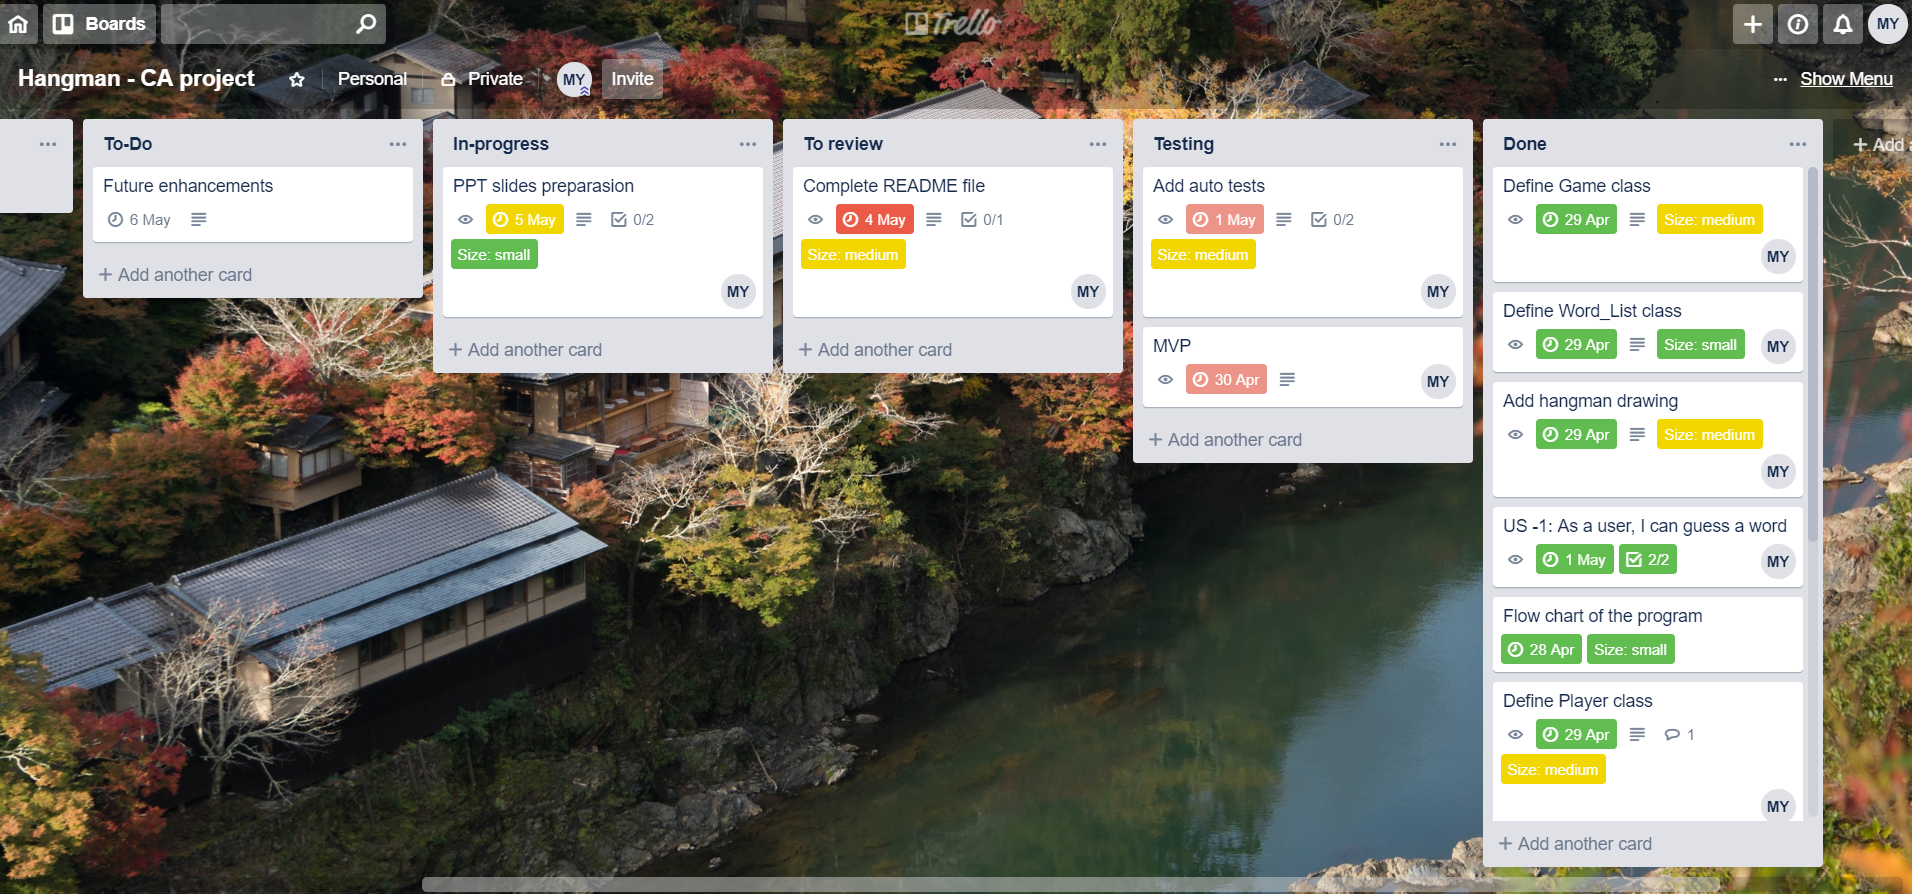 Boards
Trello
MY
Hangman - CA project
Personal
Private
MY
Invite
Show Menu
To-Do
Future enhancements
6 May
+ Add another card
In-progress
PPT slides preparasion
5 May
0/2
Size: small
MY
+ Add another card
To review
Complete README file
4 May
0/1
Size: medium
MY
+ Add another card
Testing
Add auto tests
1 May
0/2
Size: medium
MY
MVP
30 Apr
MY
+ Add another card
Done
Define Game class
29 Apr
Size: medium
MY
Define Word_List class
29 Apr
Size: small
MY
Add hangman drawing
29 Apr
Size: medium
MY
US -1: As a user, I can guess a word
1 May
2/2
MY
Flow chart of the program
28 Apr
Size: small
Define Player class
29 Apr
1
Size: medium
MY
+ Add another card
+ Add